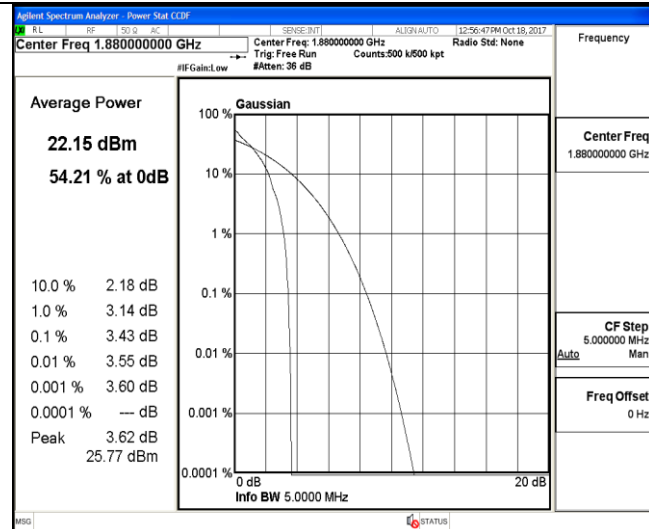 Agilent Spectrum Analyzer - Power Stat CCDF
RL RF 50 Ω AC SENSE:INT ALIGN AUTO 12:56:47 PM Oct 18, 2017
Center Freq 1.880000000 GHz
Center Freq: 1.880000000 GHz Radio Std: None
Trig: Free Run Counts:500 k/500 kpt
#IFGain:Low #Atten: 36 dB
Frequency
Average Power
22.15 dBm
54.21 % at 0dB
10.0 % 2.18 dB
1.0 % 3.14 dB
0.1 % 3.43 dB
0.01 % 3.55 dB
0.001 % 3.60 dB
0.0001 % --- dB
Peak 3.62 dB
25.77 dBm
Gaussian
100 %
10 %
1 %
0.1 %
0.01 %
0.001 %
0.0001 %
0 dB 20 dB
Info BW 5.0000 MHz
Center Freq
1.880000000 GHz
CF Step
5.000000 MHz
Auto Man
Freq Offset
0 Hz
MSG STATUS